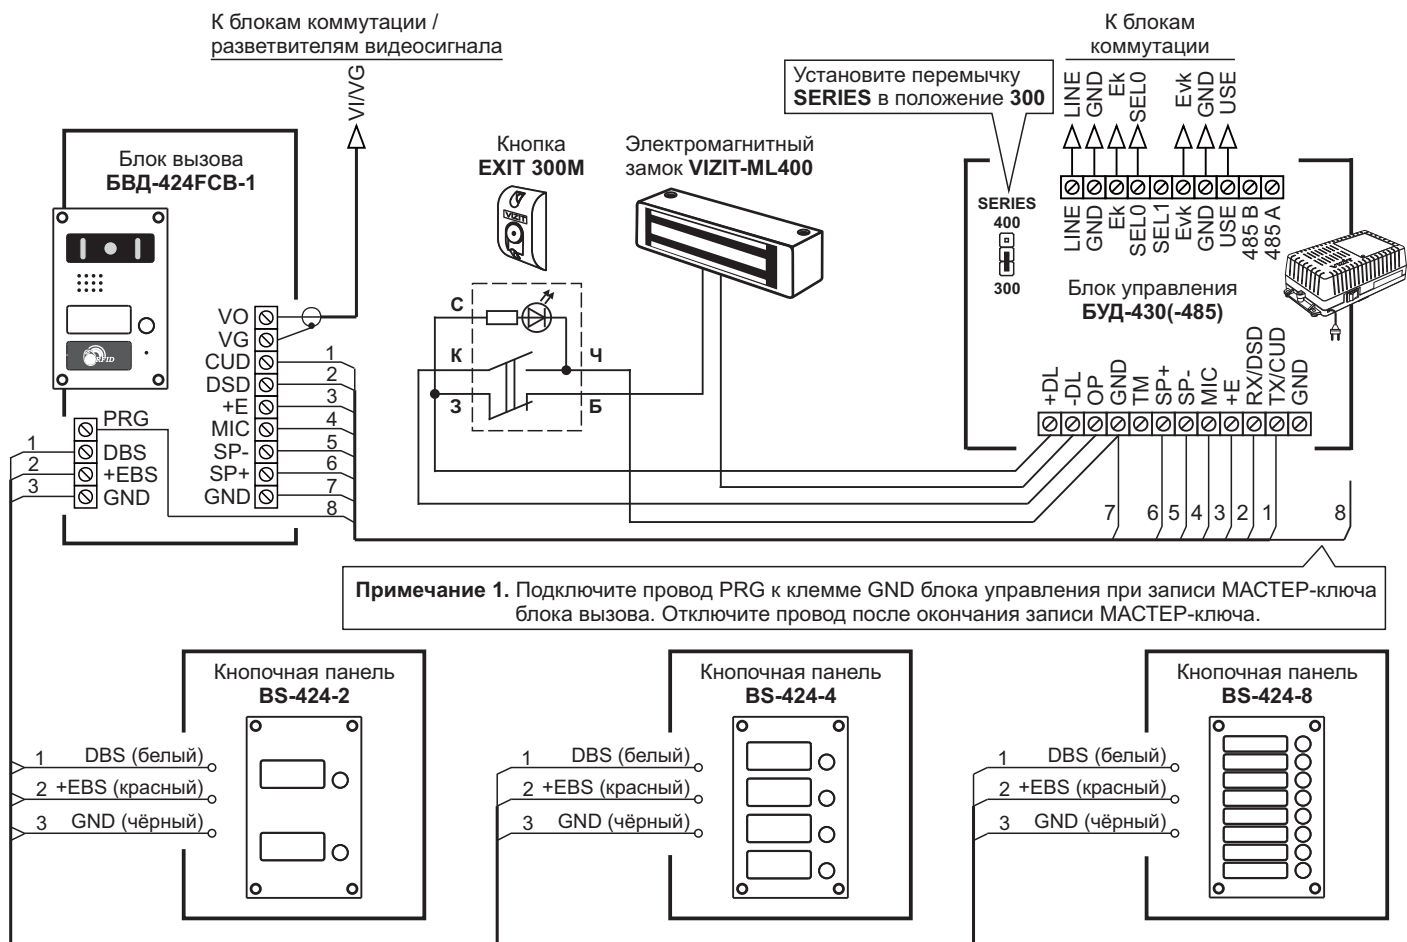 К блокам коммутации /
разветвителям видеосигнала
VI/VG
Блок вызова
БВД-424FCB-1
RFID
VO
VG
CUD
DSD
+E
MIC
SP-
SP+
GND
1
2
3
4
5
6
7
8
PRG
DBS
+EBS
GND
1
2
3
Кнопка
EXIT 300M
VIZIT
С
К
З
Ч
Б
Электромагнитный
замок VIZIT-ML400
Установите перемычку
SERIES в положение 300
SERIES
400
300
К блокам
коммутации
LINE
GND
Ek
SEL0
Evk
GND
USE
LINE
GND
Ek
SEL0
SEL1
Evk
GND
USE
485 B
485 A
Блок управления
БУД-430(-485)
+DL
-DL
OP
GND
TM
SP+
SP-
MIC
+E
RX/DSD
TX/CUD
GND
7
6
5
4
3
2
1
8
Примечание 1. Подключите провод PRG к клемме GND блока управления при записи МАСТЕР-ключа
блока вызова. Отключите провод после окончания записи МАСТЕР-ключа.
Кнопочная панель
BS-424-2
1 DBS (белый)
2 +EBS (красный)
3 GND (чёрный)
Кнопочная панель
BS-424-4
1 DBS (белый)
2 +EBS (красный)
3 GND (чёрный)
Кнопочная панель
BS-424-8
1 DBS (белый)
2 +EBS (красный)
3 GND (чёрный)